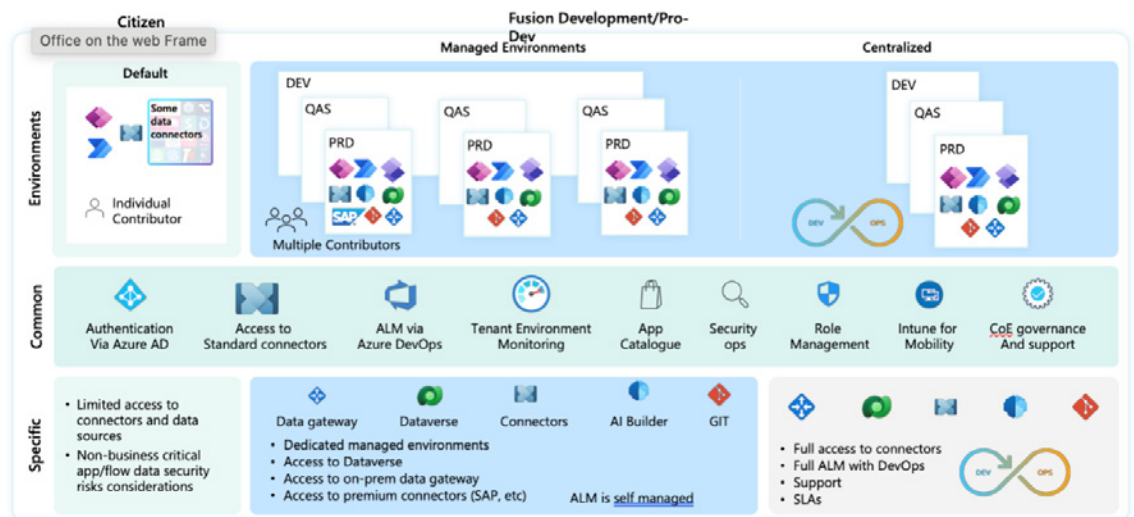 Citizen
Fusion Development/Pro-
Dev
Office on the web Frame
Managed Environments
Centralized
Environments
Default
Some
data
connectors
Individual
Contributor
DEV
QAS
PRD
SAP
QAS
PRD
QAS
PRD
Multiple Contributors
DEV
QAS
PRD
DEV
OPS
Common
Authentication
Via Azure AD
Access to
Standard connectors
ALM via
Azure DevOps
Tenant Environment
Monitoring
App
Catalogue
Security
ops
Role
Management
Intune for
Mobility
CoE governance
And support
Specific
• Limited access to
connectors and data
sources
• Non-business critical
app/flow data security
risks considerations
Data gateway
Dataverse
Connectors
AI Builder
GIT
• Dedicated managed environments
• Access to Dataverse
• Access to on-prem data gateway
• Access to premium connectors (SAP, etc)
ALM is self managed
• Full access to connectors
• Full ALM with DevOps
• Support
• SLAs
DEV
OPS